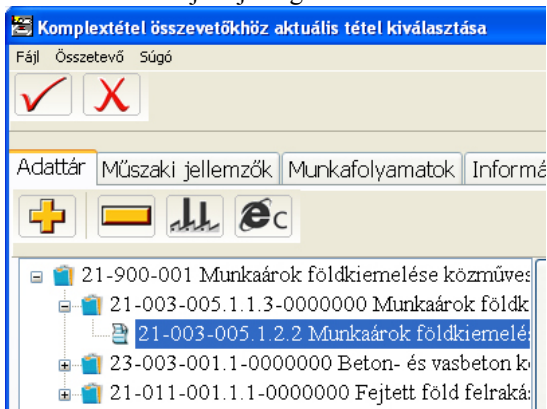 Komplextétel összevetőkhöz aktuális tétel kiválasztása
Fájl Összetevő Súgó
Adattár Műszaki jellemzők Munkafolyamatok Informá
C
21-900-001 Munkaárok földkiemelése közműves
21-003-005.1.1.3-0000000 Munkaárok földk
21-003-005.1.2.2 Munkaárok földkiemelé
23-003-001.1-0000000 Beton- és vasbeton k
21-011-001.1.1-0000000 Fejtett föld felraká